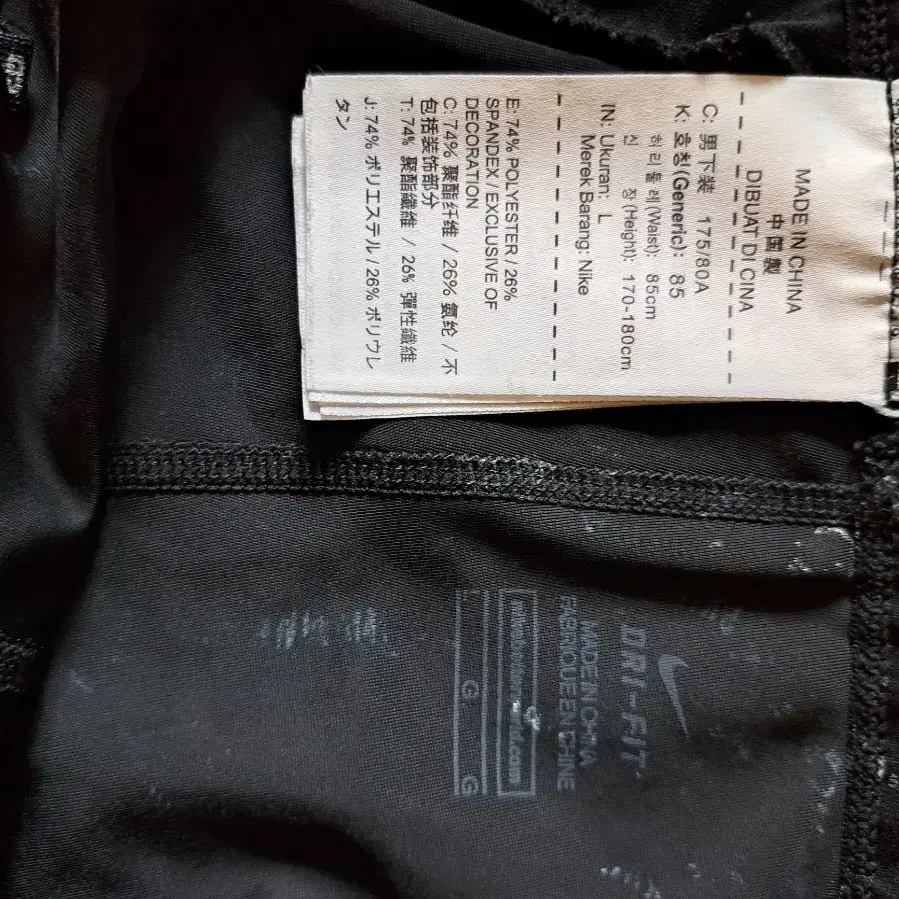 MADE IN CHINA
中国製
DIBUAT DI CINA
C: 男下装 175/80A
K: 호칭(Generic): 85
허리둘레(Waist): 85cm
신 장(Height): 170-180cm
IN: Ukuran: L
Merek Barang: Nike
E: 74% POLYESTER / 26%
SPANDEX / EXCLUSIVE OF
DECORATION
C: 74% 聚酯纤维 / 26% 氨纶 / 不
包括装饰部分
T: 74% 聚酯纖維 / 26% 彈性纖維
J: 74% ポリエステル / 26% ポリウレ
タン
DRI-FIT
MADE IN CHINA
FABRIQUE EN CHINE
nikebetterworld.com
L G G